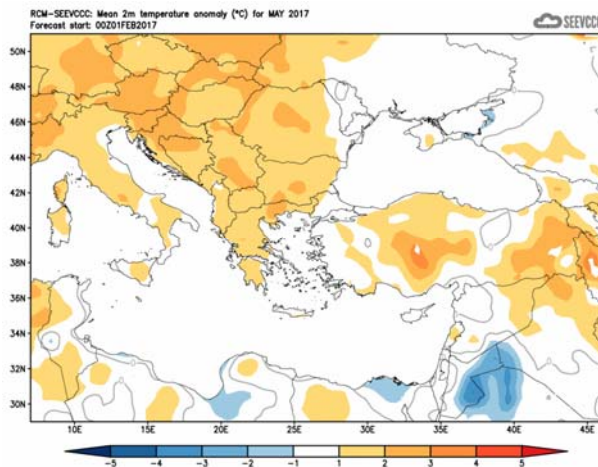 RCM-SEEVCCC: Mean 2m temperature anomaly (°C) for MAY 2017
Forecast start: 00Z01FEB2017
SEEVCCC
50N
48N
46N
44N
42N
40N
38N
36N
34N
32N
30N
10E 15E 20E 25E 30E 35E 40E 45E
-5 -4 -3 -2 -1 1 2 3 4 5